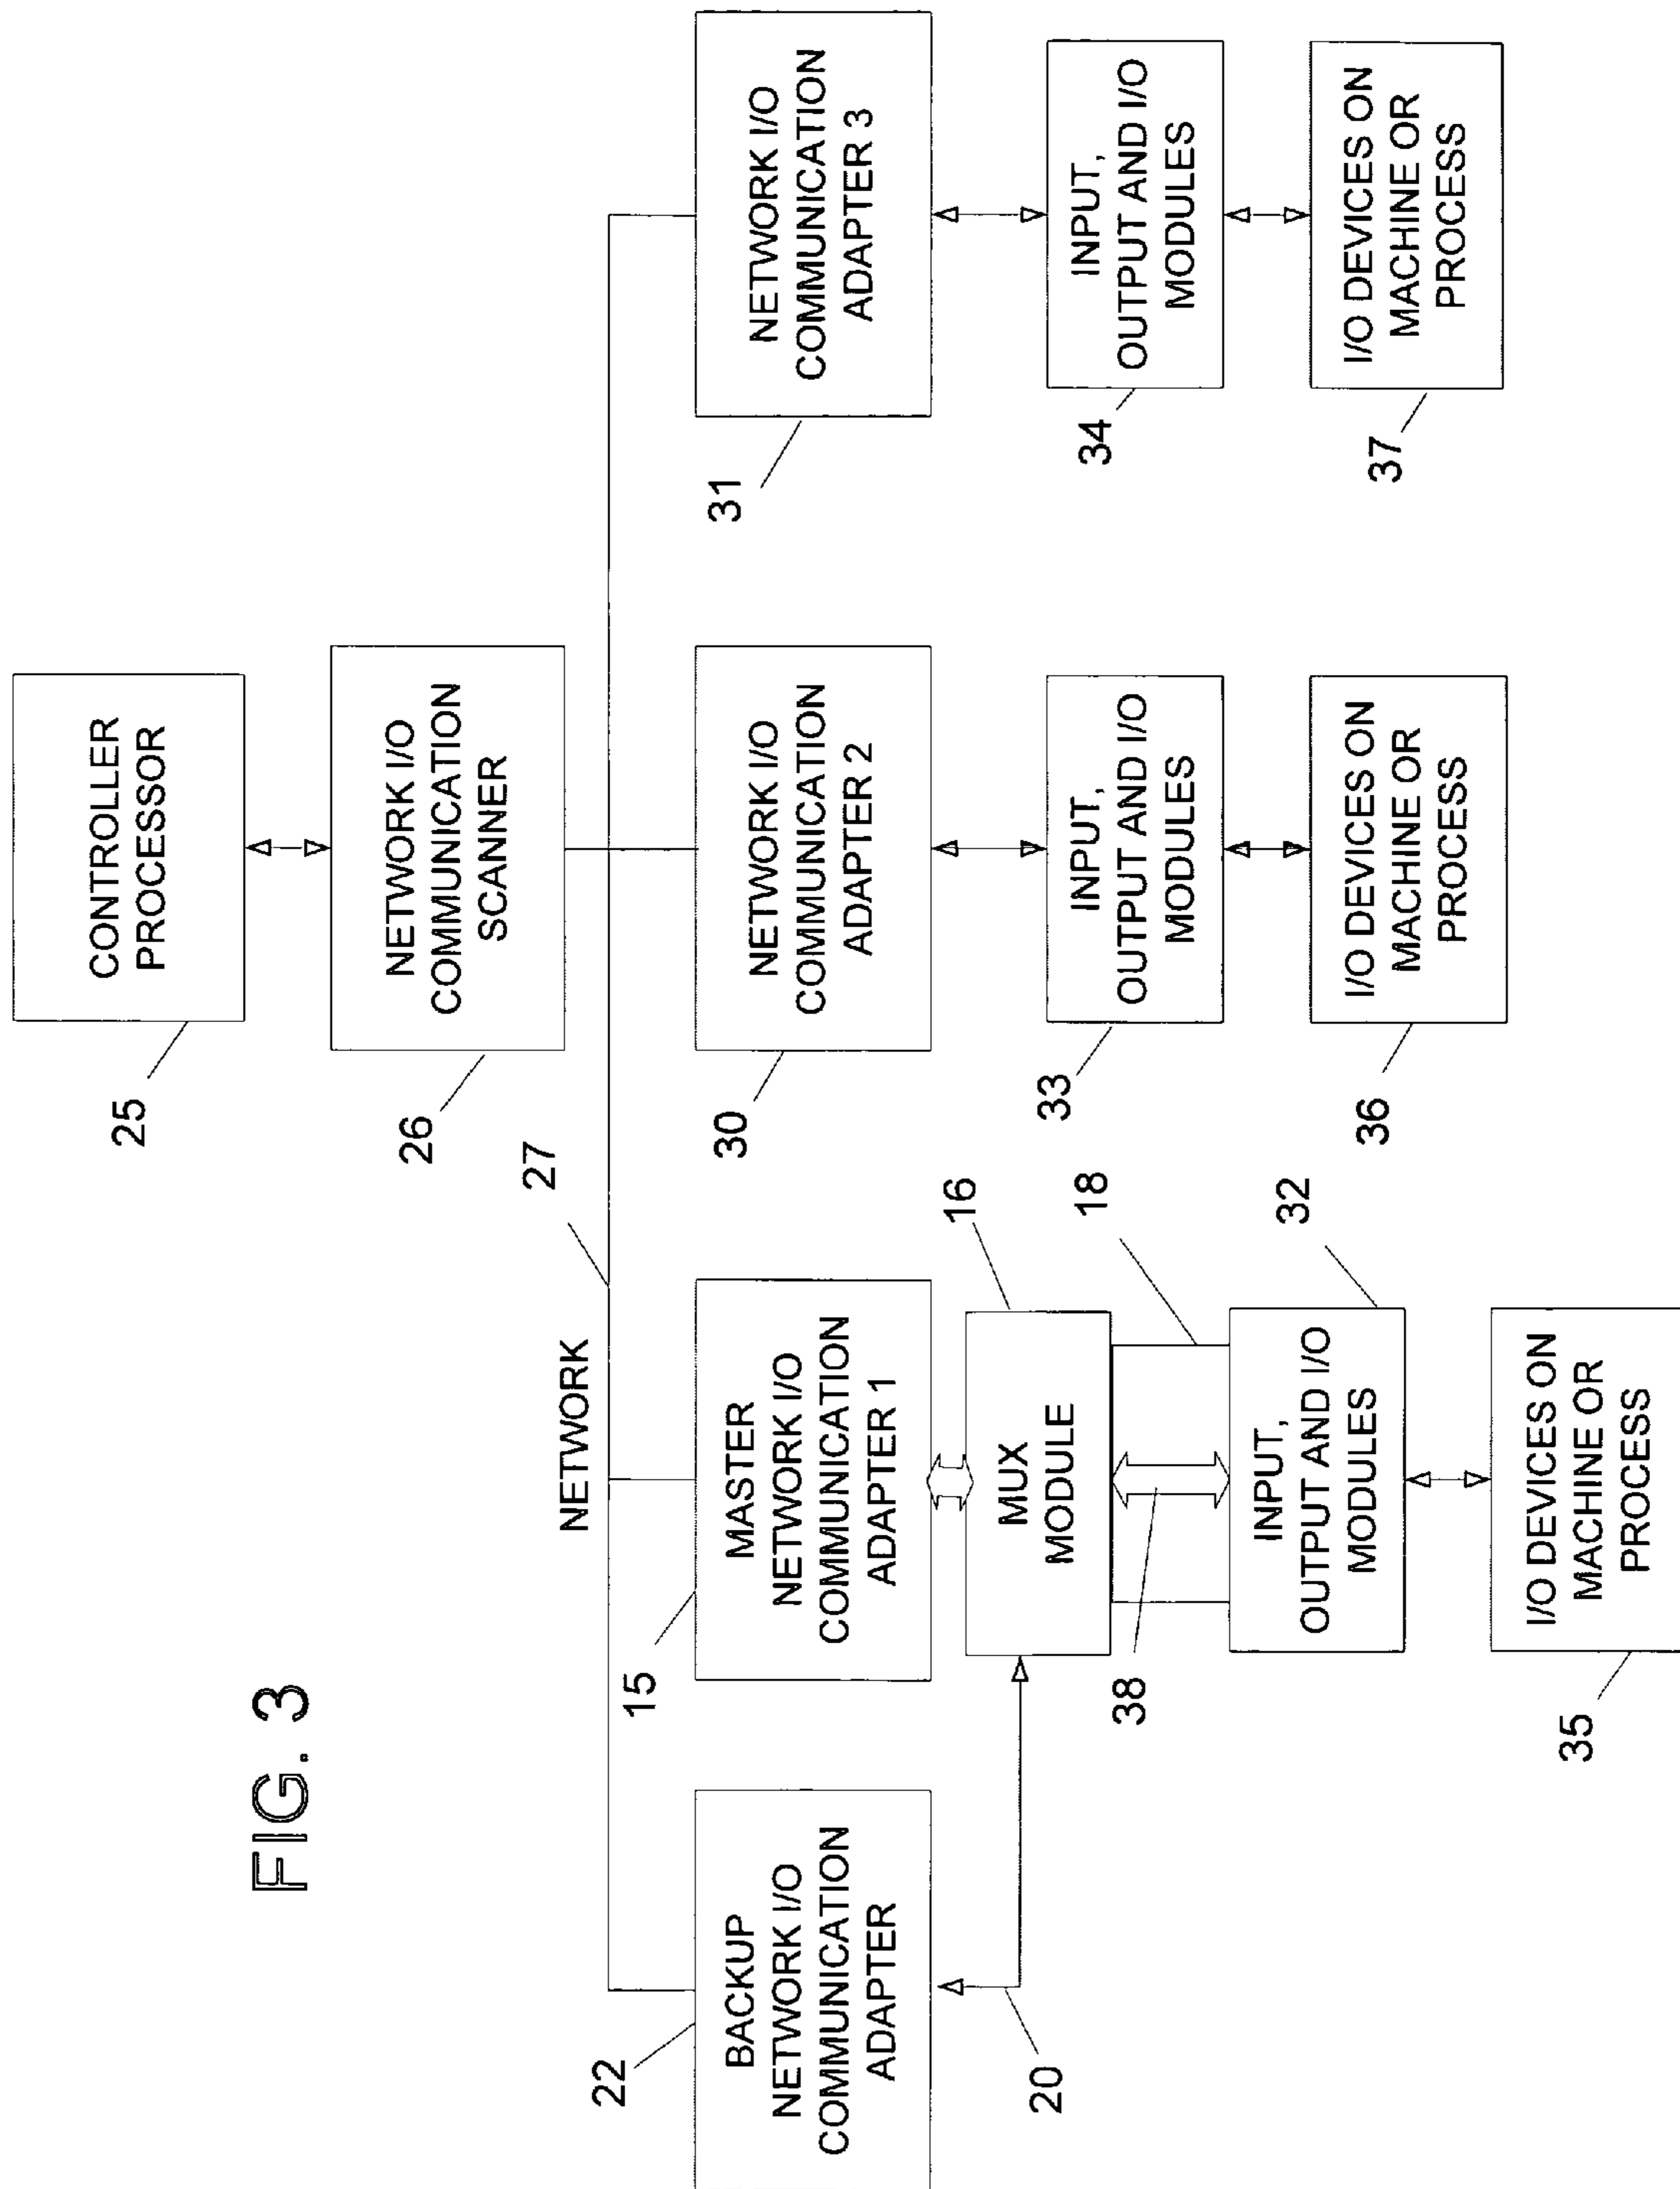 FIG. 3
CONTROLLER
PROCESSOR
25
NETWORK I/O
COMMUNICATION
SCANNER
26
27
NETWORK
BACKUP
NETWORK I/O
COMMUNICATION
ADAPTER
22
20
MASTER
NETWORK I/O
COMMUNICATION
ADAPTER 1
15
NETWORK I/O
COMMUNICATION
ADAPTER 2
30
NETWORK I/O
COMMUNICATION
ADAPTER 3
31
MUX
MODULE
16
18
38
INPUT,
OUTPUT AND I/O
MODULES
32
INPUT,
OUTPUT AND I/O
MODULES
33
INPUT,
OUTPUT AND I/O
MODULES
34
I/O DEVICES ON
MACHINE OR
PROCESS
35
I/O DEVICES ON
MACHINE OR
PROCESS
36
I/O DEVICES ON
MACHINE OR
PROCESS
37